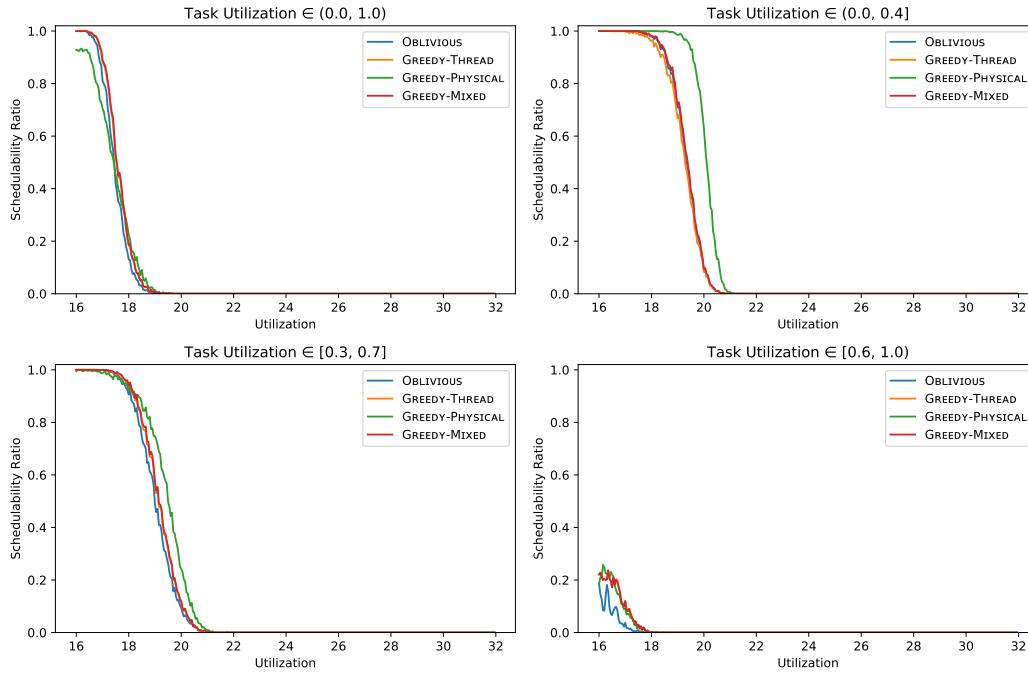 Task Utilization ∈ (0.0, 1.0)
Schedulability Ratio
1.0
0.8
0.6
0.4
0.2
0.0
OBLIVIOUS
GREEDY-THREAD
GREEDY-PHYSICAL
GREEDY-MIXED
16 18 20 22 24 26 28 30 32
Utilization
Task Utilization ∈ (0.0, 0.4]
Schedulability Ratio
1.0
0.8
0.6
0.4
0.2
0.0
OBLIVIOUS
GREEDY-THREAD
GREEDY-PHYSICAL
GREEDY-MIXED
16 18 20 22 24 26 28 30 32
Utilization
Task Utilization ∈ [0.3, 0.7]
Schedulability Ratio
1.0
0.8
0.6
0.4
0.2
0.0
OBLIVIOUS
GREEDY-THREAD
GREEDY-PHYSICAL
GREEDY-MIXED
16 18 20 22 24 26 28 30 32
Utilization
Task Utilization ∈ [0.6, 1.0)
Schedulability Ratio
1.0
0.8
0.6
0.4
0.2
0.0
OBLIVIOUS
GREEDY-THREAD
GREEDY-PHYSICAL
GREEDY-MIXED
16 18 20 22 24 26 28 30 32
Utilization